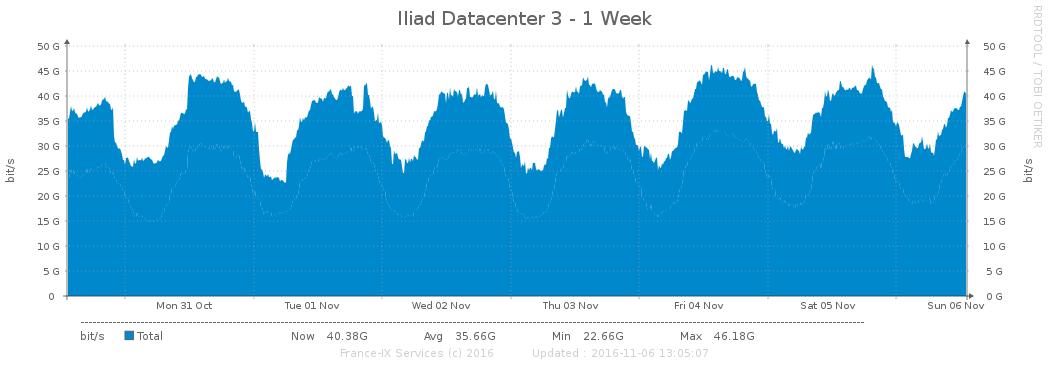 Iliad Datacenter 3 - 1 Week
RRDTOOL / TOBI OETIKER
50 G 50 G
45 G 45 G
40 G 40 G
35 G 35 G
30 G 30 G
25 G 25 G
20 G 20 G
15 G 15 G
10 G 10 G
5 G 5 G
0 0 G
bit/s bit/s
Mon 31 Oct Tue 01 Nov Wed 02 Nov Thu 03 Nov Fri 04 Nov Sat 05 Nov Sun 06 Nov
bit/s Total Now 40.38G Avg 35.66G Min 22.66G Max 46.18G
France-IX Services (c) 2016 Updated : 2016-11-06 13:05:07